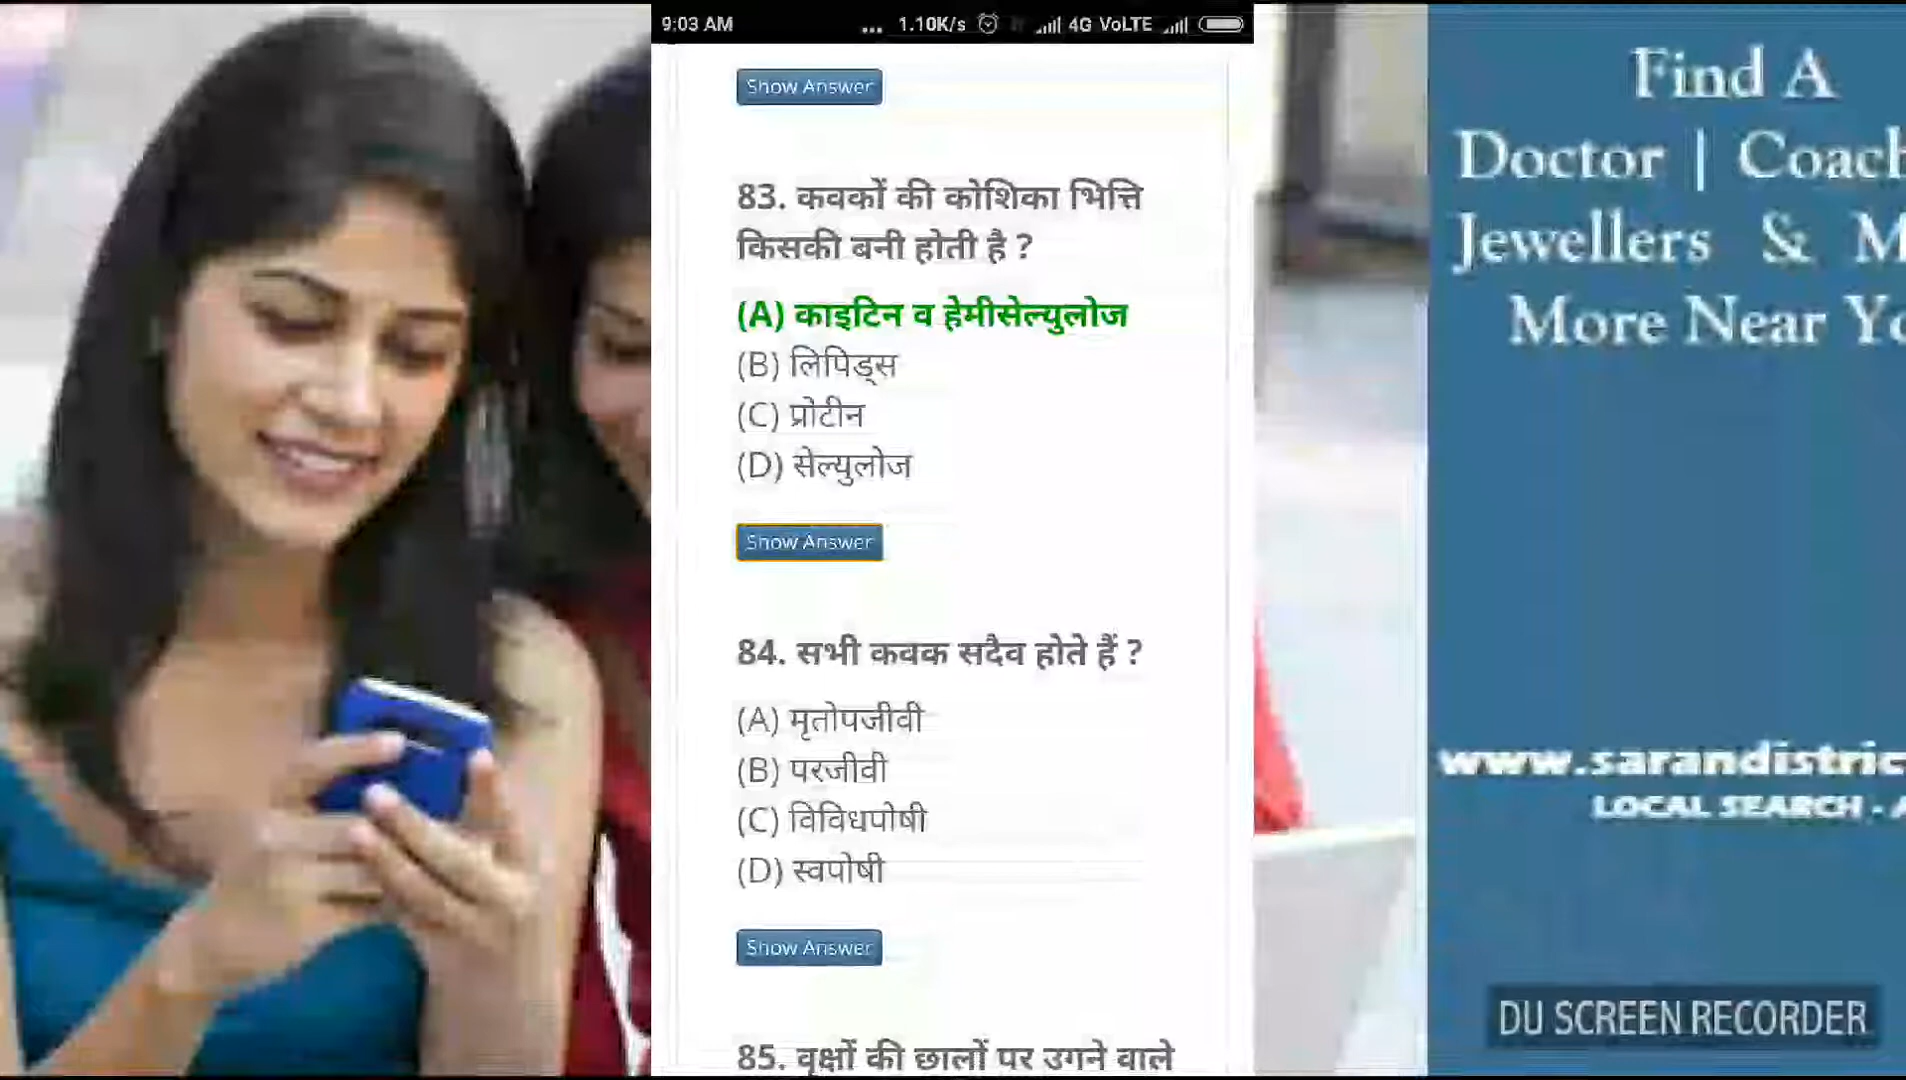 9:03 AM
... 1.10K/s 4G VoLTE
Show Answer
83. कवकों की कोशिका भित्ति
किसकी बनी होती है ?
(A) काइटिन व हेमीसेल्युलोज
(B) लिपिड्स
(C) प्रोटीन
(D) सेल्युलोज
Show Answer
84. सभी कवक सदैव होते हैं ?
(A) मृतोपजीवी
(B) परजीवी
(C) विविधपोषी
(D) स्वपोषी
Show Answer
85. वृक्षों की छालों पर उगने वाले
Find A
Doctor | Coach
Jewellers & M
More Near Yo
www.sarandistric
LOCAL SEARCH - A
DU SCREEN RECORDER